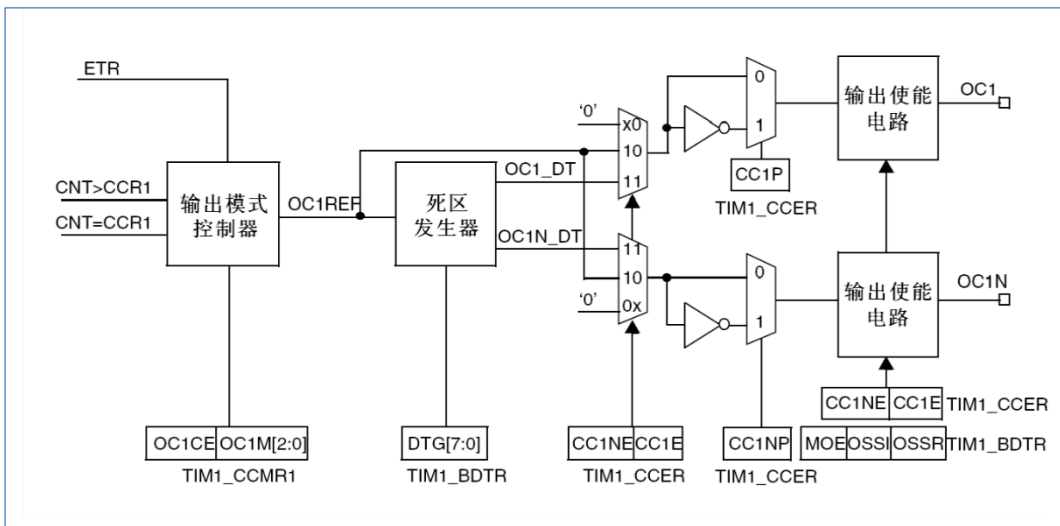 ETR
CNT>CCR1
CNT=CCR1
输出模式
控制器
OC1REF
死区
发生器
OC1_DT
OC1N_DT
'0'
x0
10
11
11
10
'0'
0x
0
1
CC1P
TIM1_CCER
0
1
输出使能
电路
OC1
输出使能
电路
OC1N
OC1CE OC1M[2:0]
TIM1_CCMR1
DTG[7:0]
TIM1_BDTR
CC1NE CC1E
TIM1_CCER
CC1NP
TIM1_CCER
CC1NE CC1E TIM1_CCER
MOE OSSI OSSR TIM1_BDTR